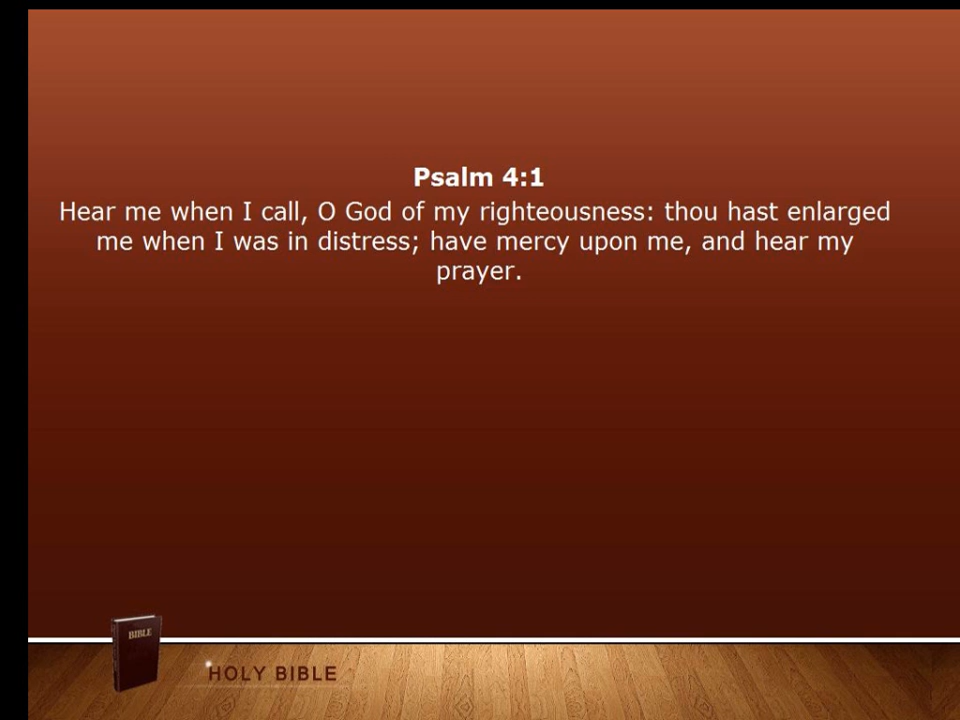 Psalm 4:1
Hear me when I call, O God of my righteousness: thou hast enlarged
me when I was in distress; have mercy upon me, and hear my
prayer.
BIBLE
HOLY BIBLE